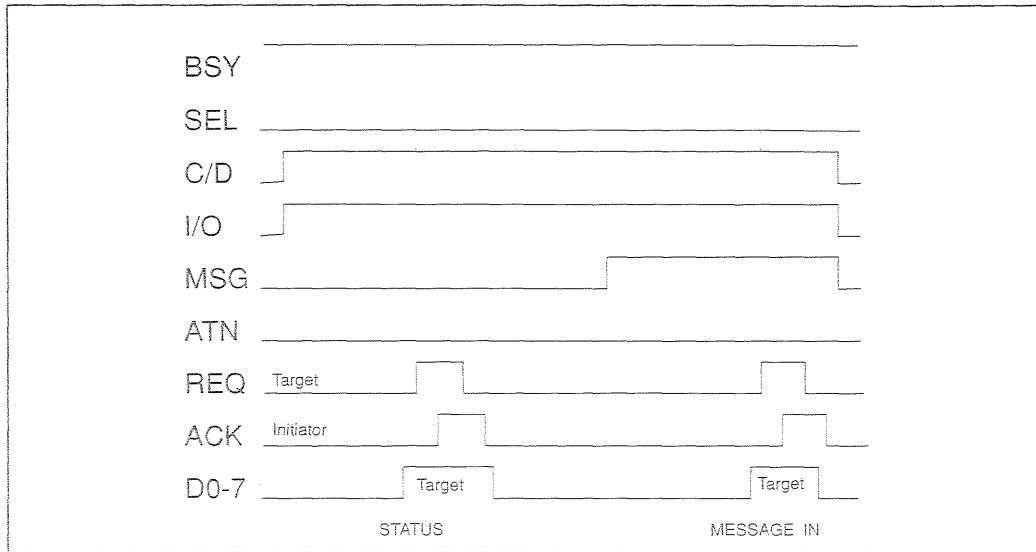 BSY
SEL
C/D
I/O
MSG
ATN
REQ Target
ACK Initiator
D0-7 Target Target
STATUS MESSAGE IN